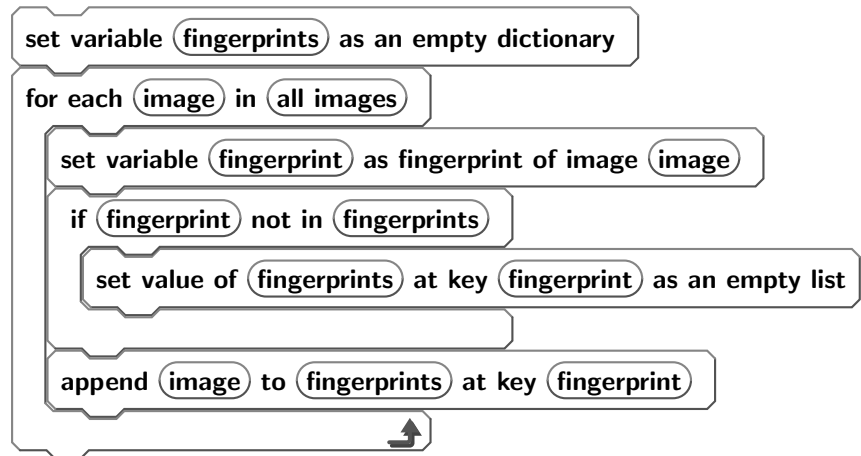 set variable fingerprints as an empty dictionary
for each image in all images
set variable fingerprint as fingerprint of image image
if fingerprint not in fingerprints
set value of fingerprints at key fingerprint as an empty list
append image to fingerprints at key fingerprint